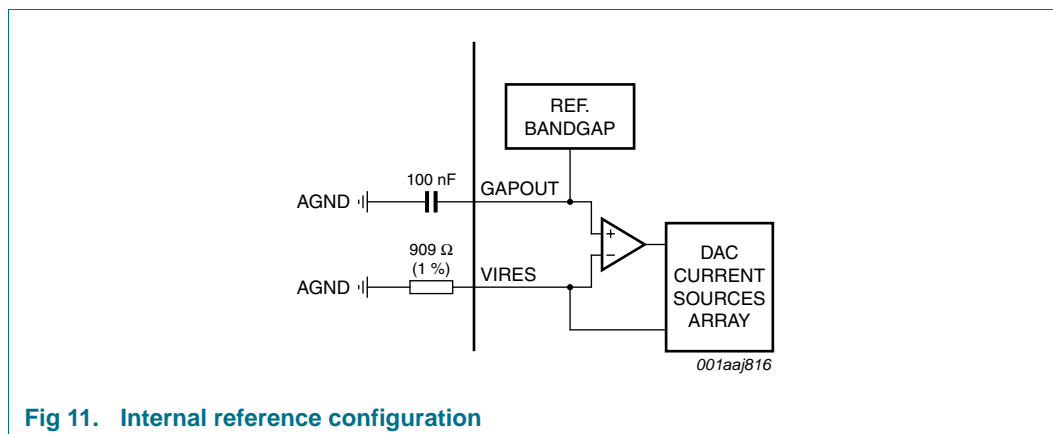 REF.
BANDGAP
100 nF
GAPOUT
AGND
+
909 Ω
(1 %)
−
VIRES
AGND
DAC
CURRENT
SOURCES
ARRAY
001aaj816
Fig 11. Internal reference configuration